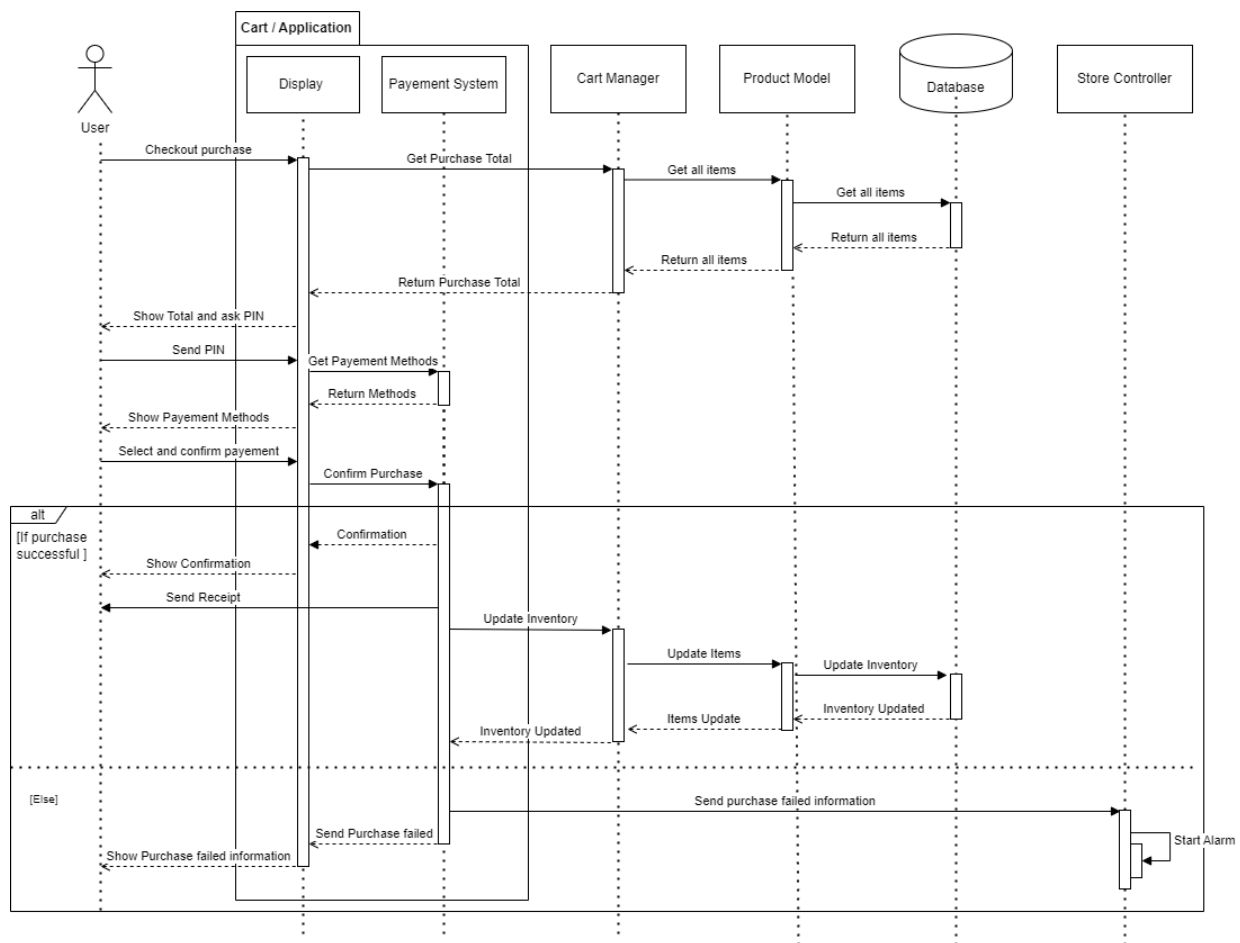 Cart / Application
Display
Payement System
Cart Manager
Product Model
Database
Store Controller
User
Checkout purchase
Get Purchase Total
Get all items
Get all items
Return all items
Return all items
Return Purchase Total
Show Total and ask PIN
Send PIN
Get Payement Methods
Return Methods
Show Payement Methods
Select and confirm payement
Confirm Purchase
alt
[If purchase
successful ]
Confirmation
Show Confirmation
Send Receipt
Update Inventory
Update Items
Update Inventory
Inventory Updated
Items Update
Inventory Updated
[Else]
Send purchase failed information
Send Purchase failed
Start Alarm
Show Purchase failed information